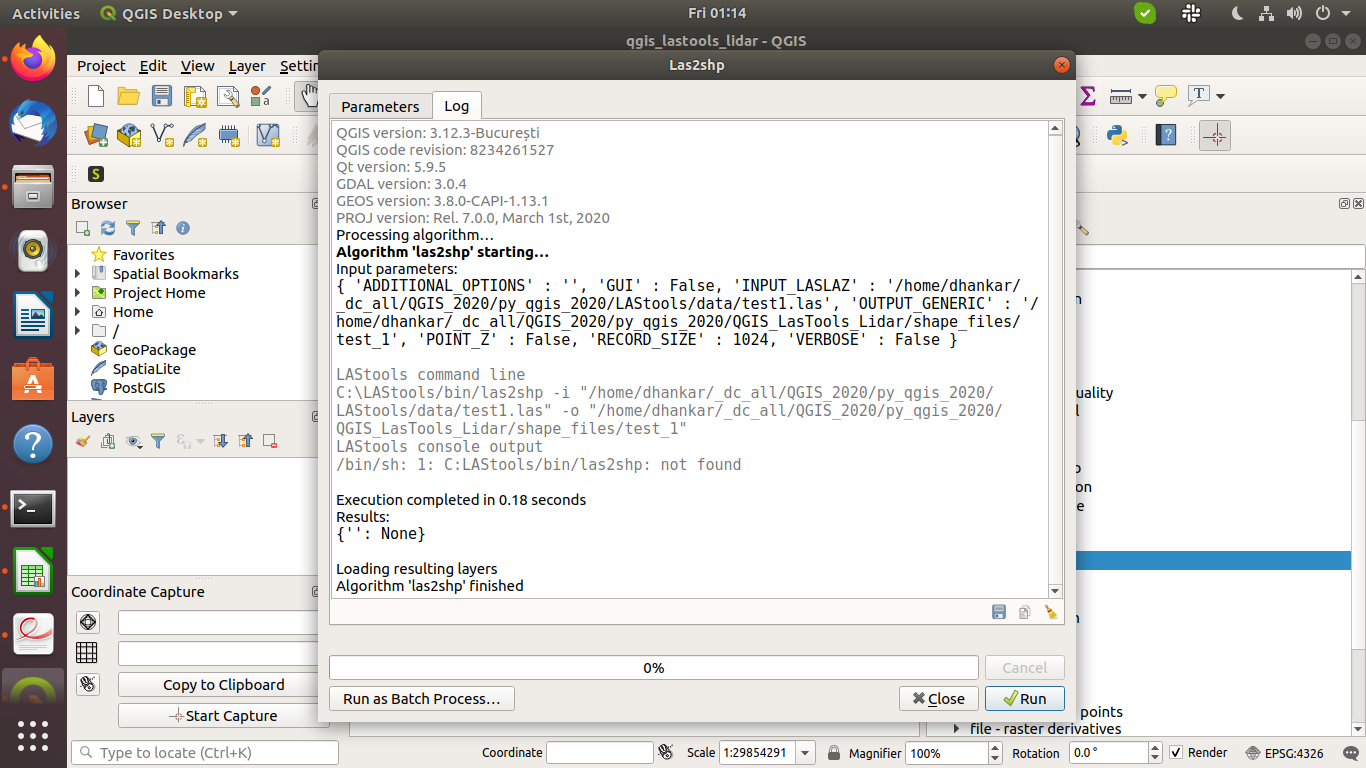 Activities
QGIS Desktop
Fri 01:14
qgis_lastools_lidar - QGIS
Project Edit View Layer Settin
Las2shp
Parameters
Log
QGIS version: 3.12.3-București
QGIS code revision: 8234261527
Qt version: 5.9.5
GDAL version: 3.0.4
GEOS version: 3.8.0-CAPI-1.13.1
PROJ version: Rel. 7.0.0, March 1st, 2020
Processing algorithm…
Algorithm 'las2shp' starting…
Input parameters:
{ 'ADDITIONAL_OPTIONS' : '', 'GUI' : False, 'INPUT_LASLAZ' : '/home/dhankar/
_dc_all/QGIS_2020/py_qgis_2020/LAStools/data/test1.las', 'OUTPUT_GENERIC' : '/
home/dhankar/_dc_all/QGIS_2020/py_qgis_2020/QGIS_LasTools_Lidar/shape_files/
test_1', 'POINT_Z' : False, 'RECORD_SIZE' : 1024, 'VERBOSE' : False }
LAStools command line
C:\LAStools/bin/las2shp -i "/home/dhankar/_dc_all/QGIS_2020/py_qgis_2020/
LAStools/data/test1.las" -o "/home/dhankar/_dc_all/QGIS_2020/py_qgis_2020/
QGIS_LasTools_Lidar/shape_files/test_1"
LAStools console output
/bin/sh: 1: C:LAStools/bin/las2shp: not found
Execution completed in 0.18 seconds
Results:
{'': None}
Loading resulting layers
Algorithm 'las2shp' finished
0%
Cancel
Run as Batch Process…
Close
Run
S
Browser
Favorites
Spatial Bookmarks
Project Home
Home
/
GeoPackage
SpatiaLite
PostGIS
Layers
Coordinate Capture
Copy to Clipboard
Start Capture
n
uality
l
o
on
e
n
points
file - raster derivatives
Type to locate (Ctrl+K)
Coordinate
Scale 1:29854291
Magnifier 100%
Rotation 0.0 °
Render
EPSG:4326